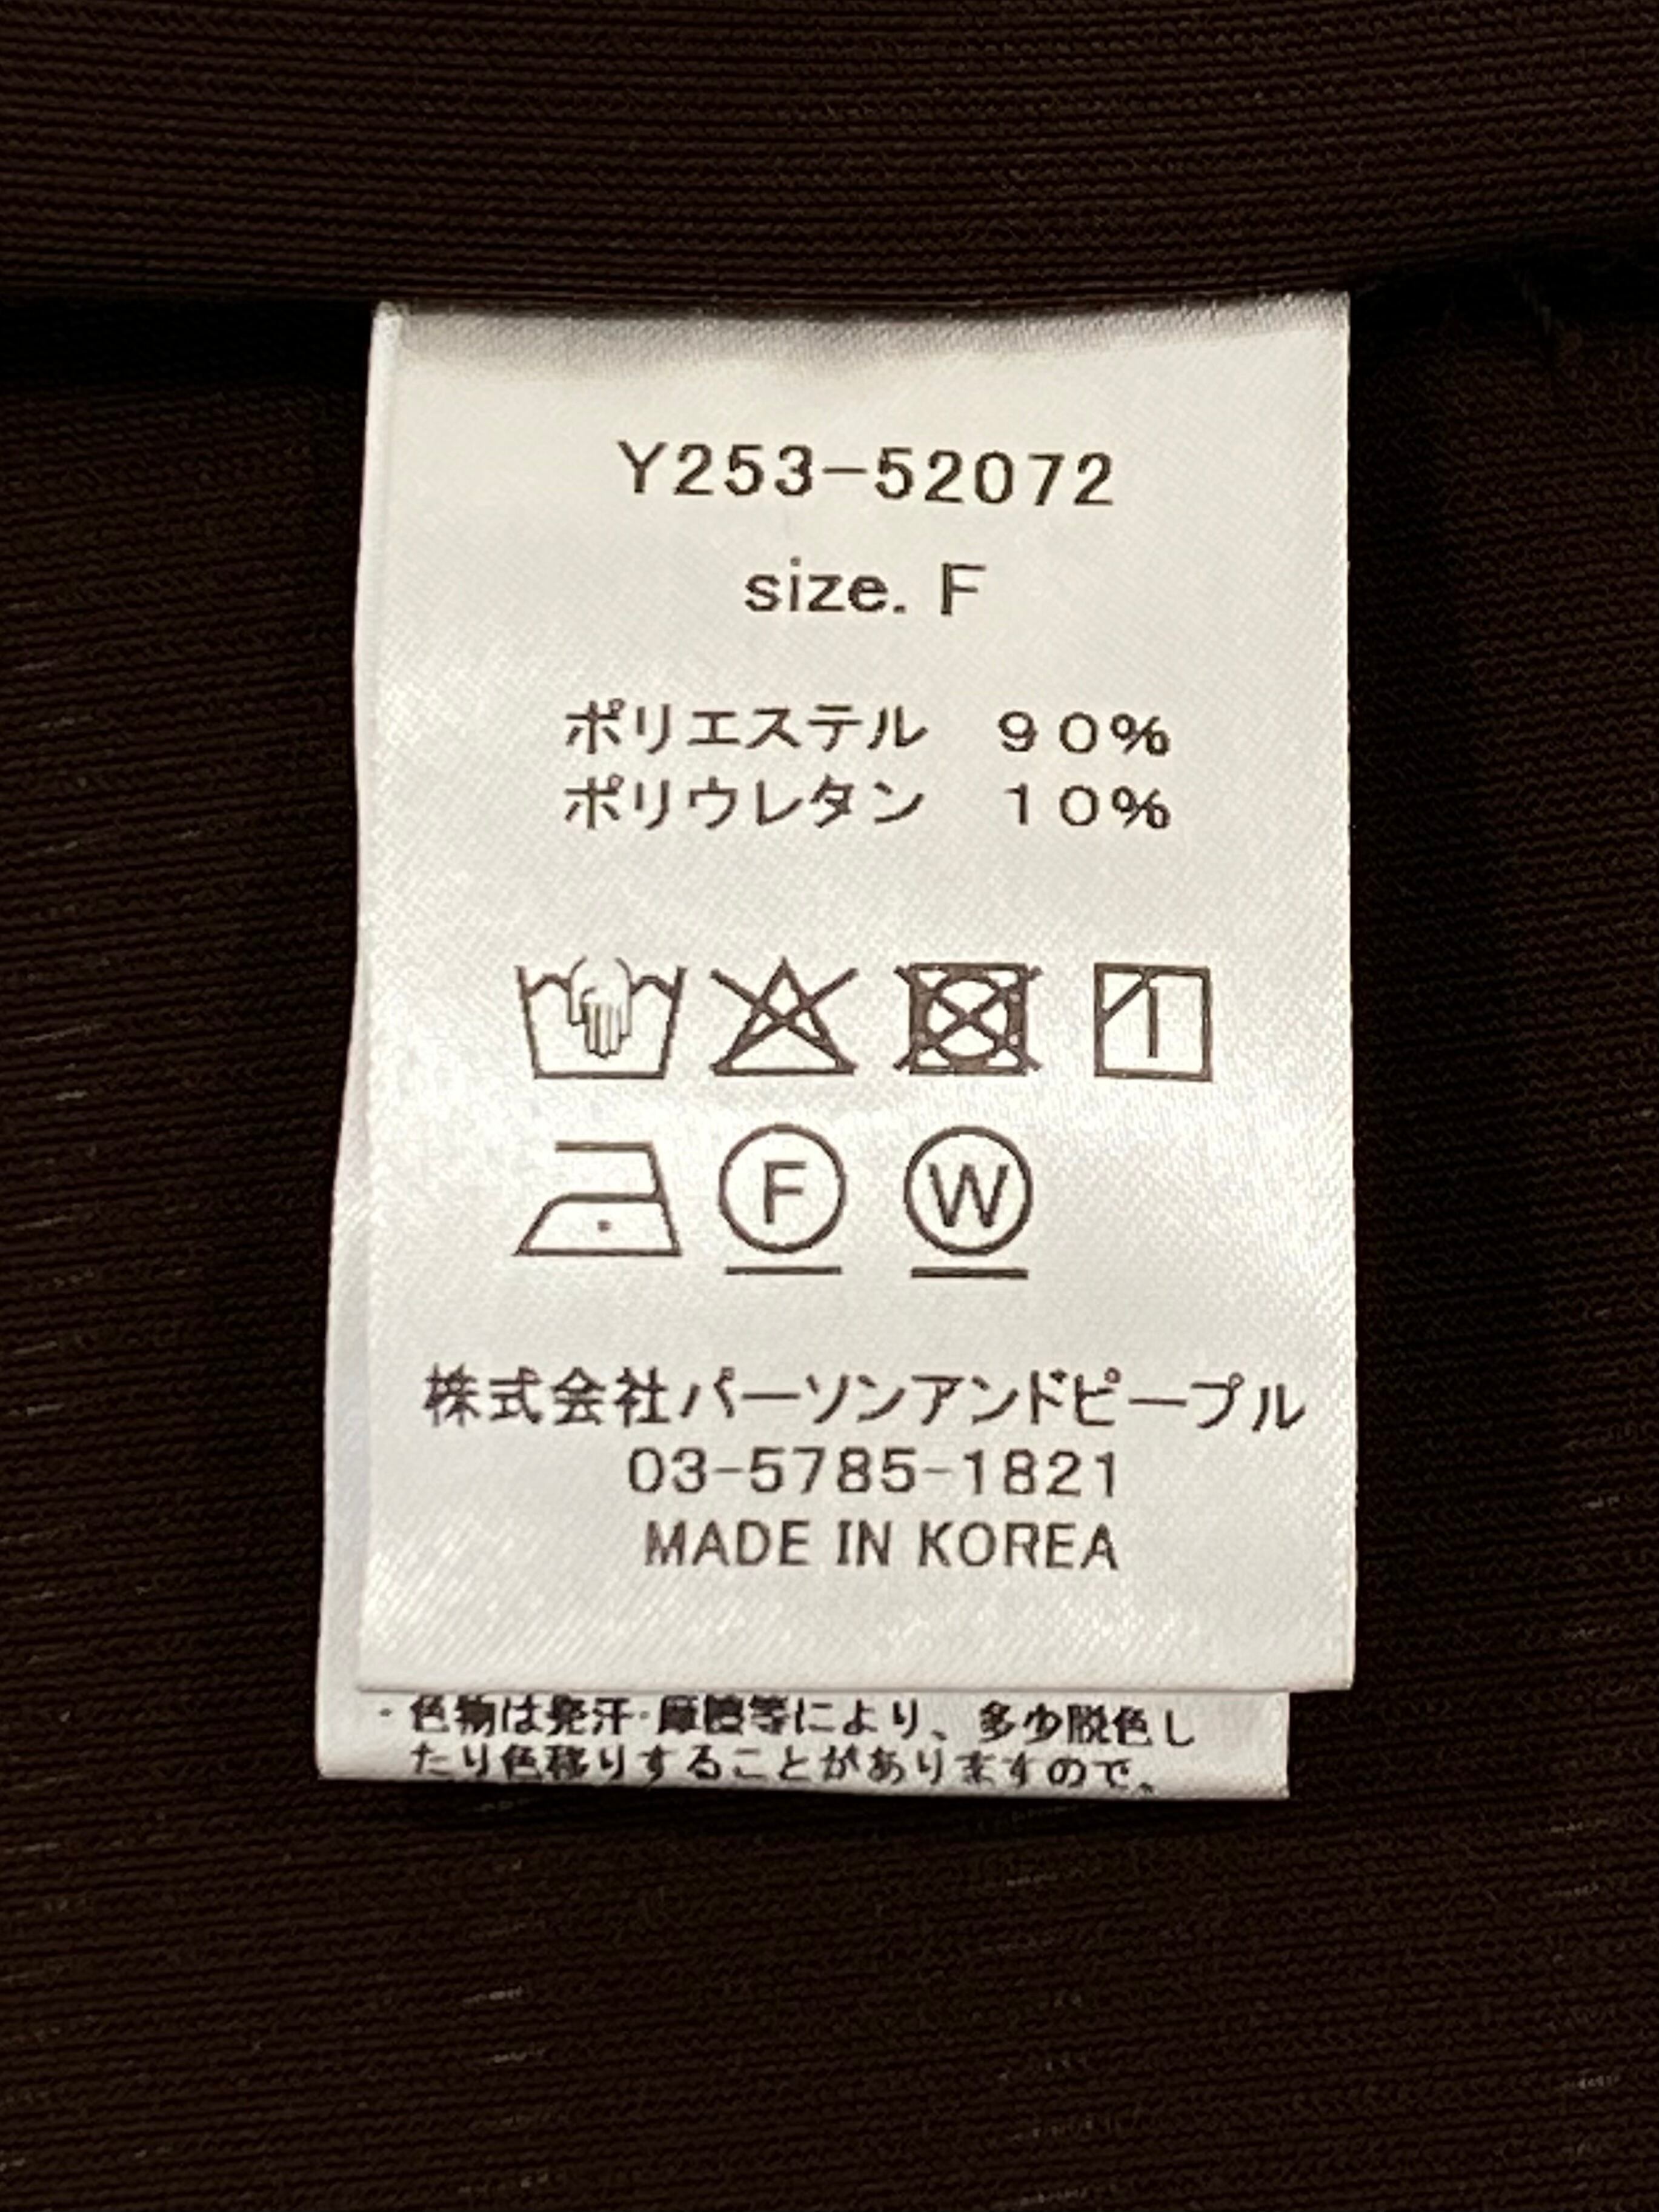 Y253-52072
size. F
ポリエステル　90%
ポリウレタン　10%
F W
株式会社パーソンアンドピープル
03-5785-1821
MADE IN KOREA
・色物は発汗・摩擦等により、多少脱色し
たり色移りすることがありますので、